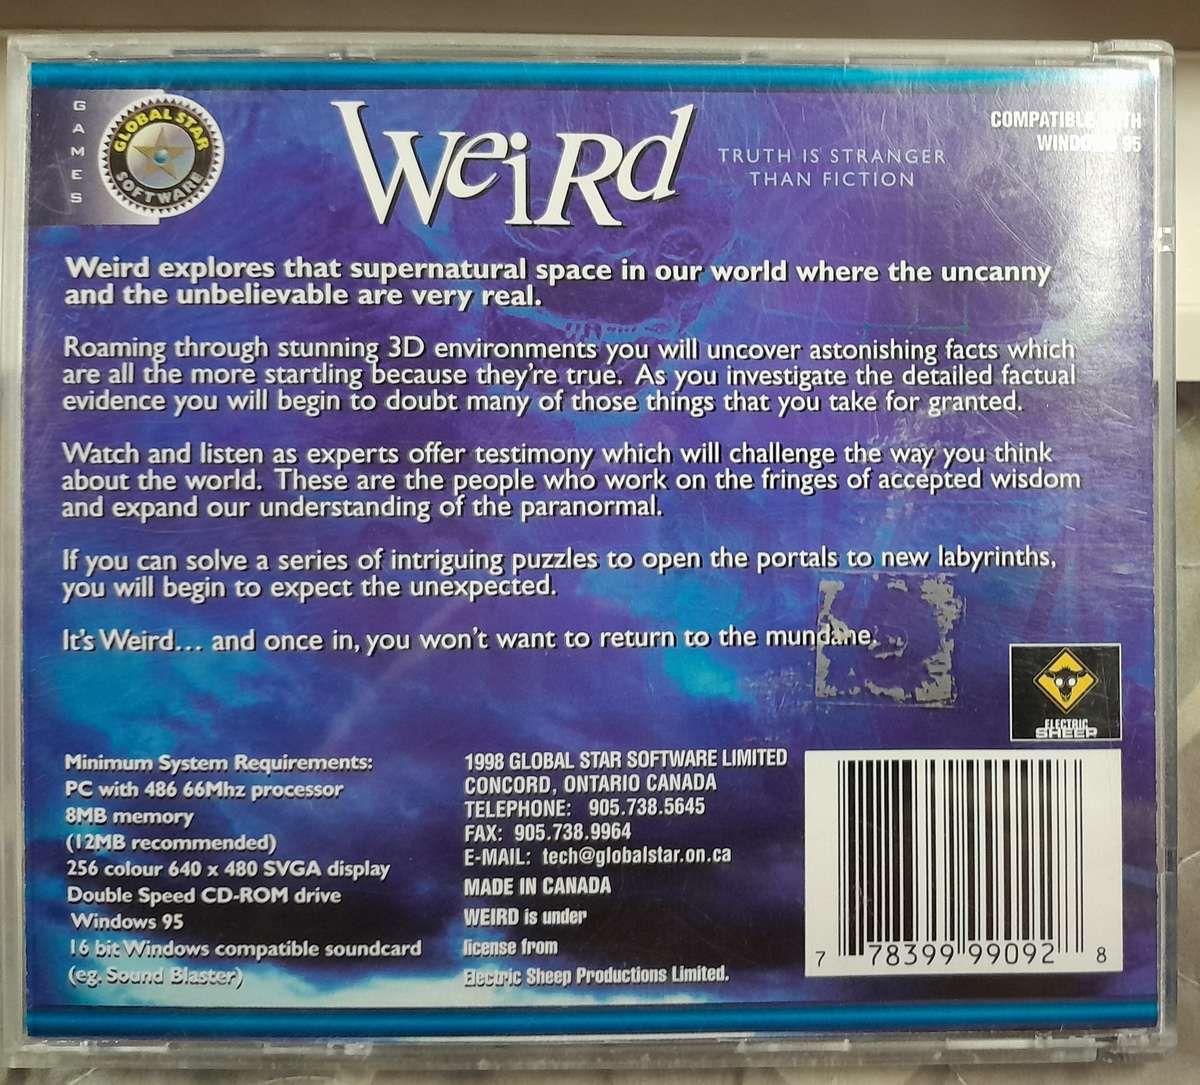 GAMES
GLOBAL STAR
SOFTWARE
WeiRd
TRUTH IS STRANGER
THAN FICTION
COMPATIBLE WITH
WINDOWS 95
Weird explores that supernatural space in our world where the uncanny
and the unbelievable are very real.
Roaming through stunning 3D environments you will uncover astonishing facts which
are all the more startling because they're true. As you investigate the detailed factual
evidence you will begin to doubt many of those things that you take for granted.
Watch and listen as experts offer testimony which will challenge the way you think
about the world. These are the people who work on the fringes of accepted wisdom
and expand our understanding of the paranormal.
If you can solve a series of intriguing puzzles to open the portals to new labyrinths,
you will begin to expect the unexpected.
It's Weird... and once in, you won't want to return to the mundane.
ELECTRIC
SHEEP
Minimum System Requirements:
PC with 486 66Mhz processor
8MB memory
(12MB recommended)
256 colour 640 x 480 SVGA display
Double Speed CD-ROM drive
Windows 95
16 bit Windows compatible soundcard
(eg. Sound Blaster)
1998 GLOBAL STAR SOFTWARE LIMITED
CONCORD, ONTARIO CANADA
TELEPHONE: 905.738.5645
FAX: 905.738.9964
E-MAIL: tech@globalstar.on.ca
MADE IN CANADA
WEIRD is under
license from
Electric Sheep Productions Limited.
7 78399 99092 8